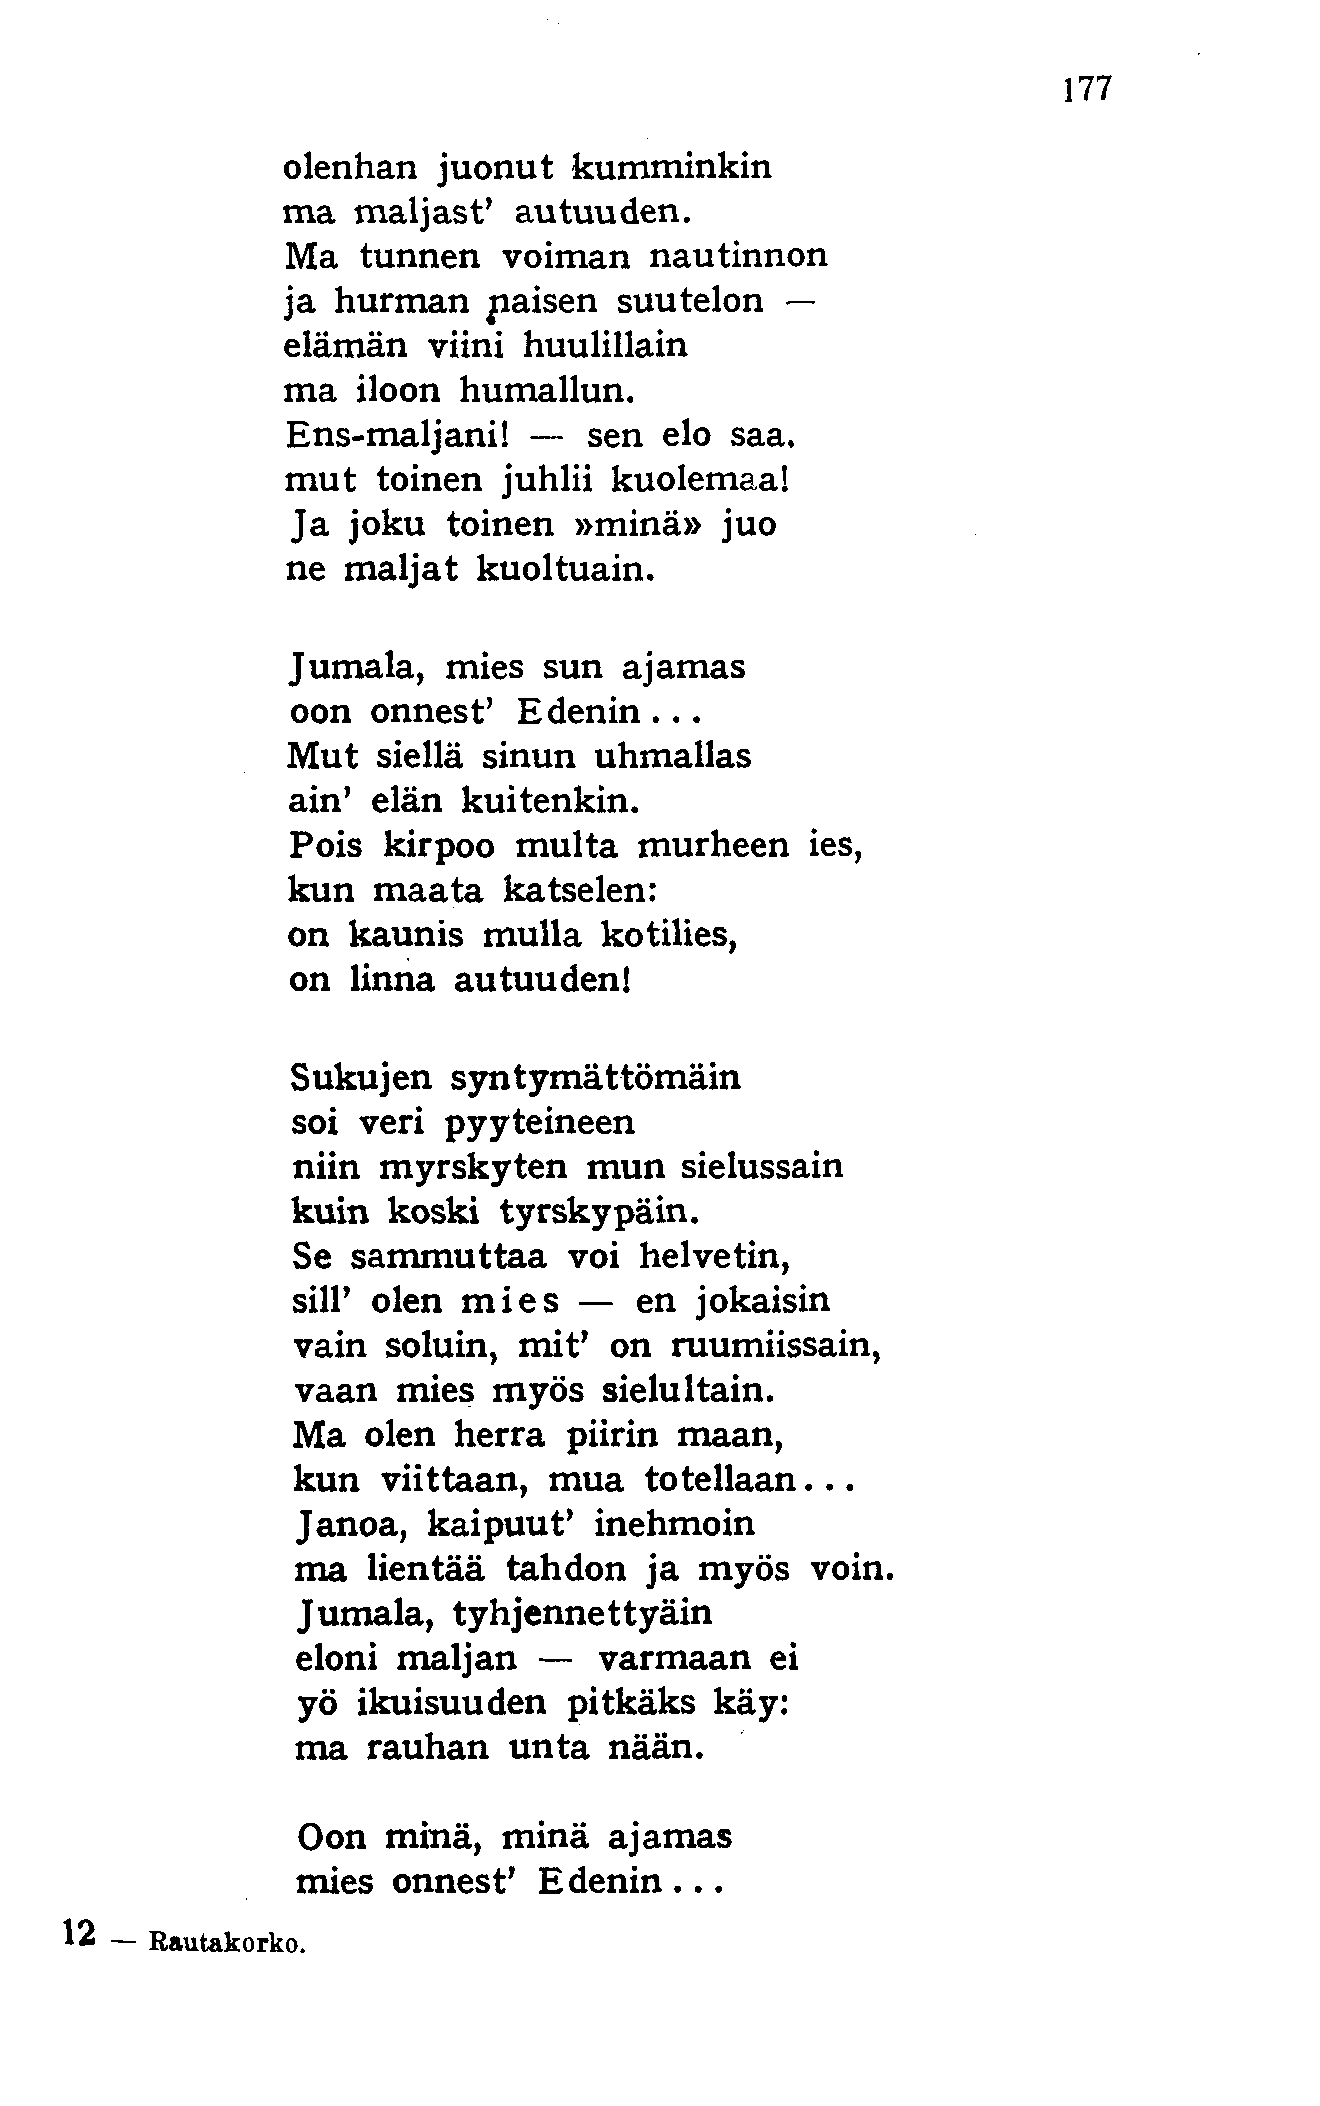 177
olenhan juonut kumminkin
ma maljast' autuuden.
Ma tunnen voiman nautinnon
ja hurman naisen suutelon —
elämän viini huulillain
ma iloon humallun.
Ens-maljani! — sen elo saa.
mut toinen juhlii kuolemaa!
Ja joku toinen »minä» juo
ne maljat kuoltuain.
Jumala, mies sun ajamas
oon onnest' Edenin...
Mut siellä sinun uhmallas
ain' elän kuitenkin.
Pois kirpoo multa murheen ies,
kun maata katselen:
on kaunis mulla kotilies,
on linna autuuden!
Sukujen syntymättömäin
soi veri pyyteineen
niin myrskyten mun sielussain
kuin koski tyrskypäin.
Se sammuttaa voi helvetin,
sill' olen mies — en jokaisin
vain soluin, mit' on ruumiissain,
vaan mies myös sielultain.
Ma olen herra piirin maan,
kun viittaan, mua totellaan...
Janoa, kaipuut' inehmoin
ma lientää tahdon ja myös voin.
Jumala, tyhjennettyäin
eloni maljan — varmaan ei
yö ikuisuuden pitkäks käy:
ma rauhan unta nään.
Oon minä, minä ajamas
mies onnest' Edenin...
12 — Rautakorko.